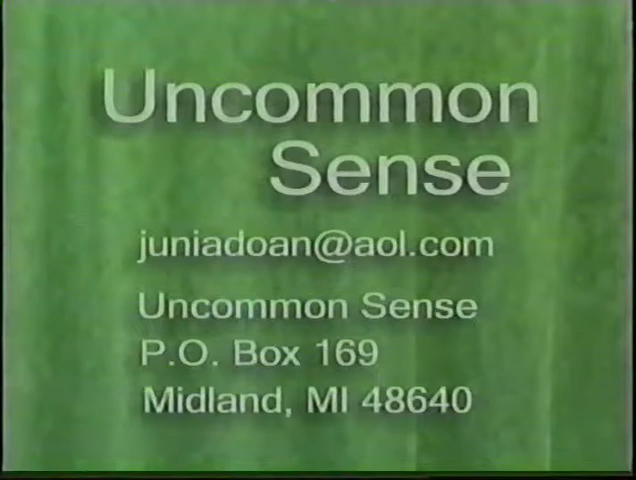 Uncommon
Sense
juniadoan@aol.com
Uncommon Sense
P.O. Box 169
Midland, MI 48640